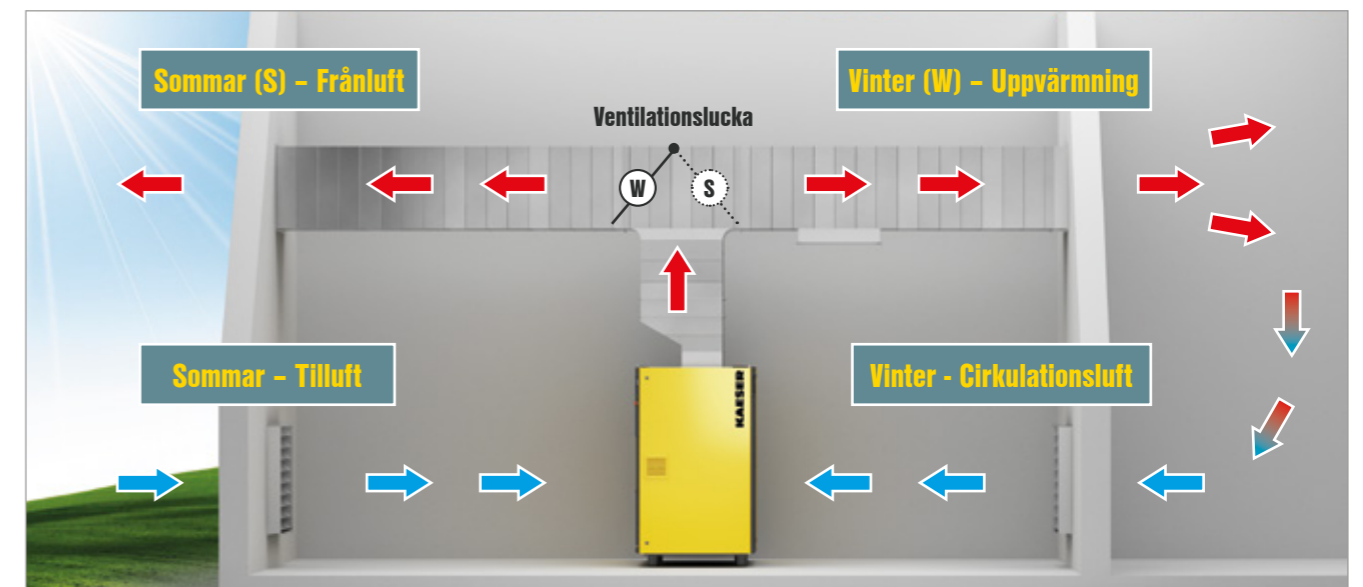 Sommar (S) – Frånluft
Vinter (W) – Uppvärmning
Ventilationslucka
W
S
Sommar – Tilluft
Vinter - Cirkulationsluft
KAESER